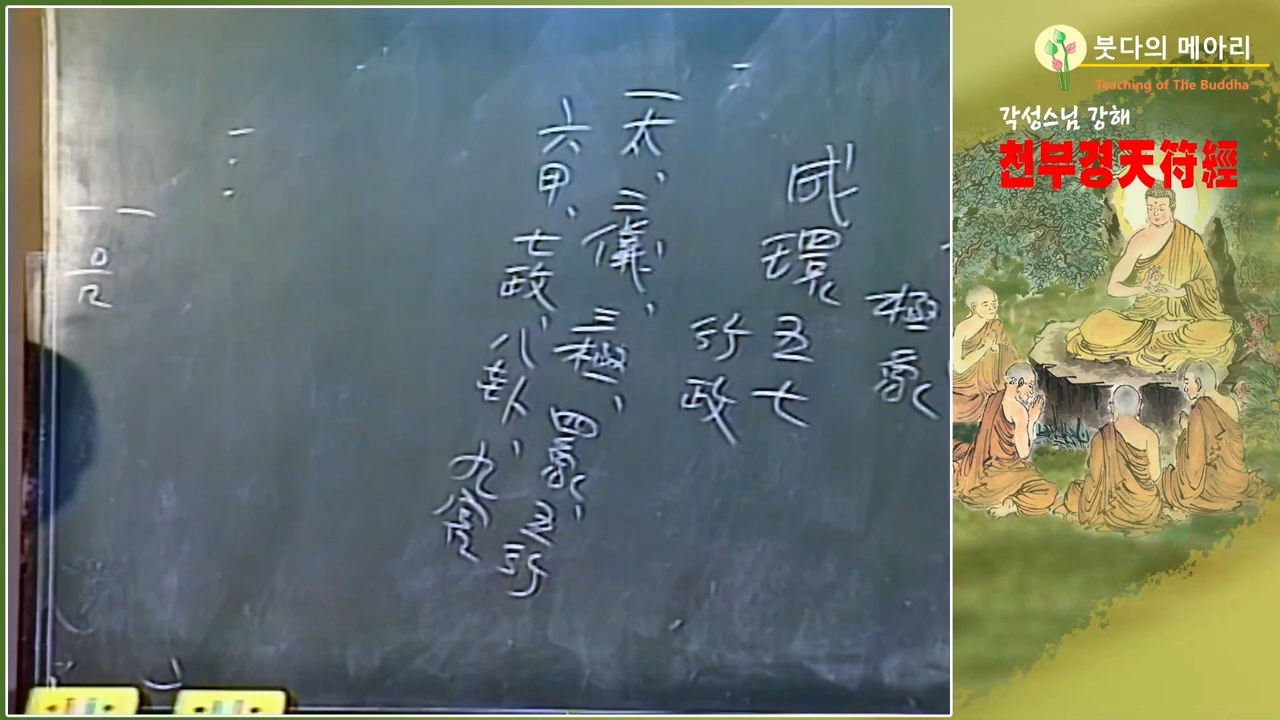 붓다의 메아리
Teaching of The Buddha
각성스님 강해
천부경天符經
極象
成環五七
行政
一太、二儀、三極、四象、五行
六甲、七政、八卦、九宮